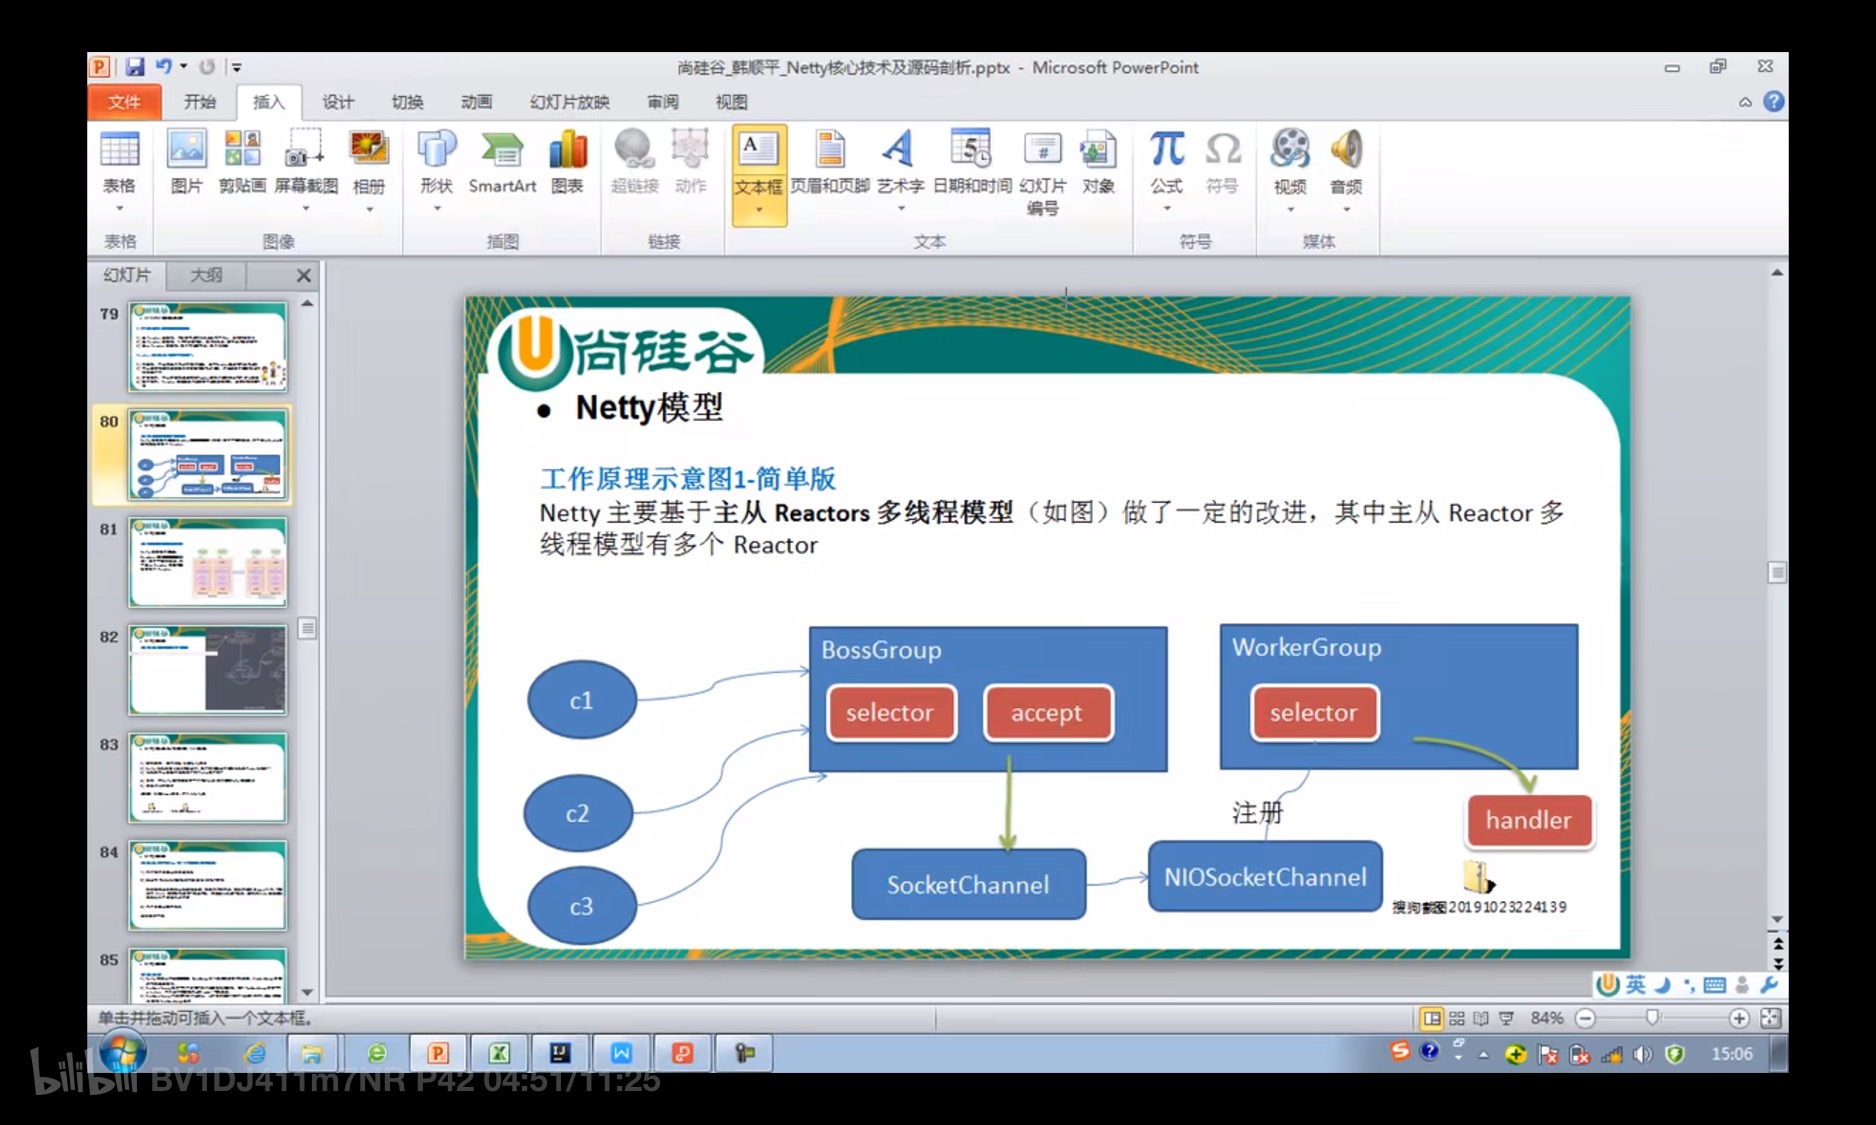 尚硅谷_韩顺平_Netty核心技术及源码剖析.pptx - Microsoft PowerPoint
文件 开始 插入 设计 切换 动画 幻灯片放映 审阅 视图
表格 图片 剪贴画 屏幕截图 相册 形状 SmartArt 图表 超链接 动作 文本框 页眉和页脚 艺术字 日期和时间 幻灯片编号 对象 公式 符号 视频 音频
表格 图像 插图 链接 文本 符号 媒体
幻灯片 大纲
79
80
81
82
83
84
85
尚硅谷
• Netty模型
工作原理示意图1-简单版
Netty 主要基于主从 Reactors 多线程模型（如图）做了一定的改进，其中主从 Reactor 多
线程模型有多个 Reactor
BossGroup
WorkerGroup
c1
selector
accept
selector
c2
注册
handler
c3
SocketChannel
NIOSocketChannel
搜狗截图20191023224139
英
单击并拖动可插入一个文本框。
84%
15:06
bilibili BV1DJ411m7NR P42 04:51/11:25